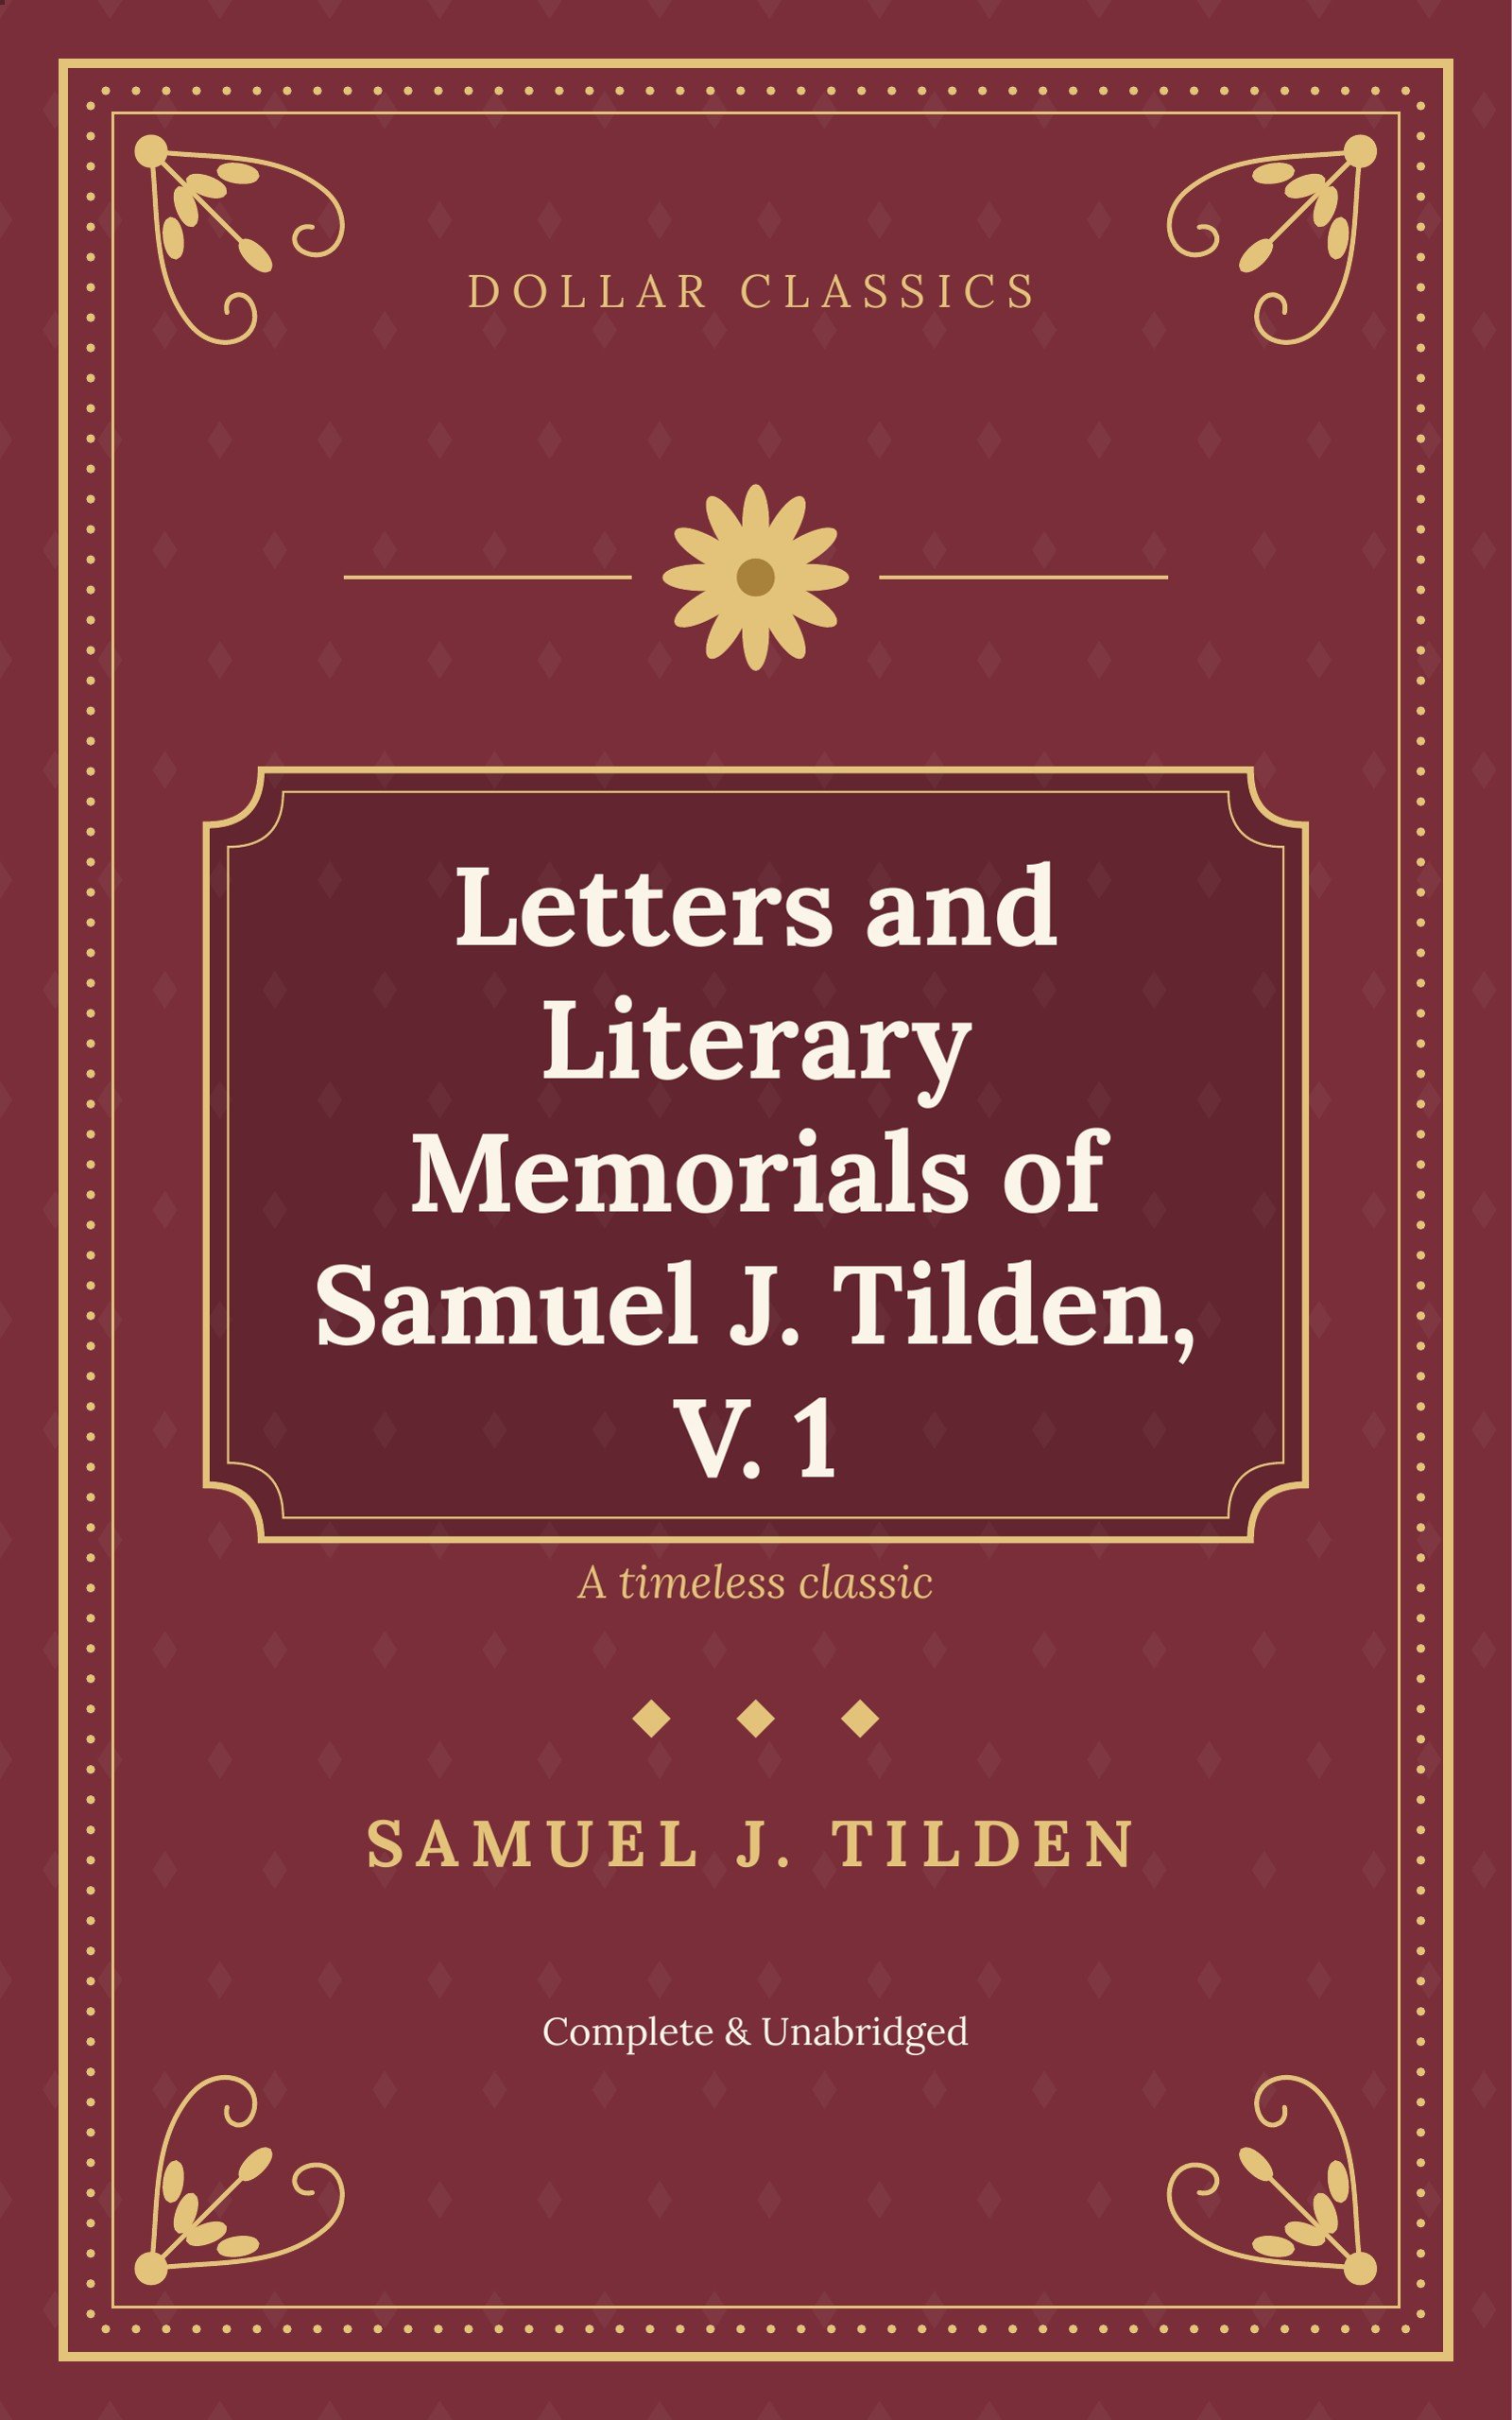 DOLLAR CLASSICS
Letters and
Literary
Memorials of
Samuel J. Tilden,
V. 1
A timeless classic
SAMUEL J. TILDEN
Complete & Unabridged